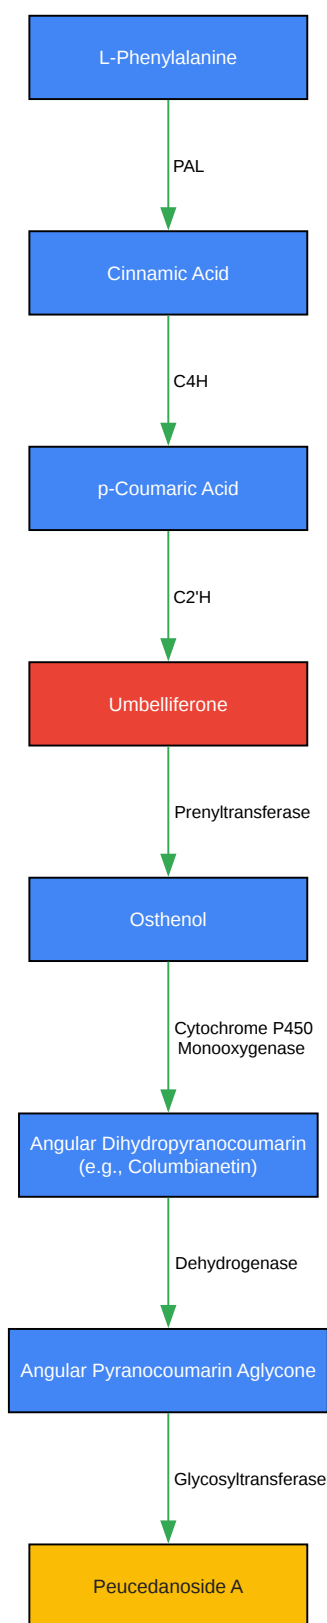 L-Phenylalanine
PAL
Cinnamic Acid
C4H
p-Coumaric Acid
C2'H
Umbelliferone
Prenyltransferase
Osthenol
Cytochrome P450
Monooxygenase
Angular Dihydropyranocoumarin
(e.g., Columbianetin)
Dehydrogenase
Angular Pyranocoumarin Aglycone
Glycosyltransferase
Peucedanoside A